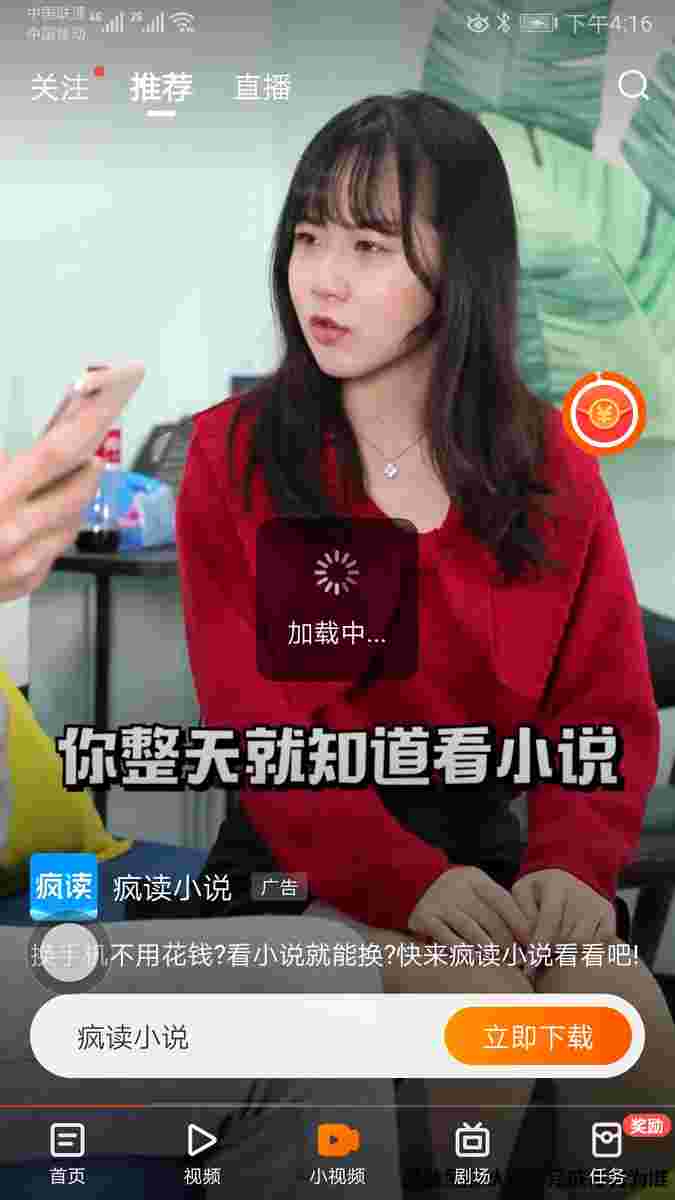 中国联通 4G 2G 下午4:16
中国移动
关注 推荐 直播
加载中...
你整天就知道看小说
疯读 疯读小说 广告
换手机不用花钱?看小说就能换?快来疯读小说看看吧!
疯读小说 立即下载
奖励
首页 视频 小视频 剧场 任务